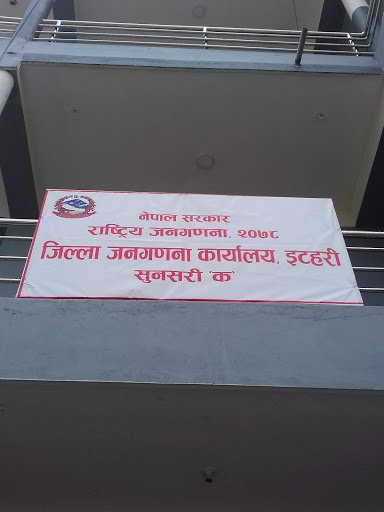 नेपाल सरकार
राष्ट्रिय जनगणना, २०७८
जिल्ला जनगणना कार्यालय, इटहरी
सुनसरी 'क'